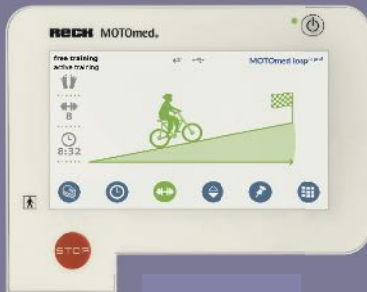 RECK MOTOmed.
free training
active training
MOTOmed loop
8
8:32
STOP